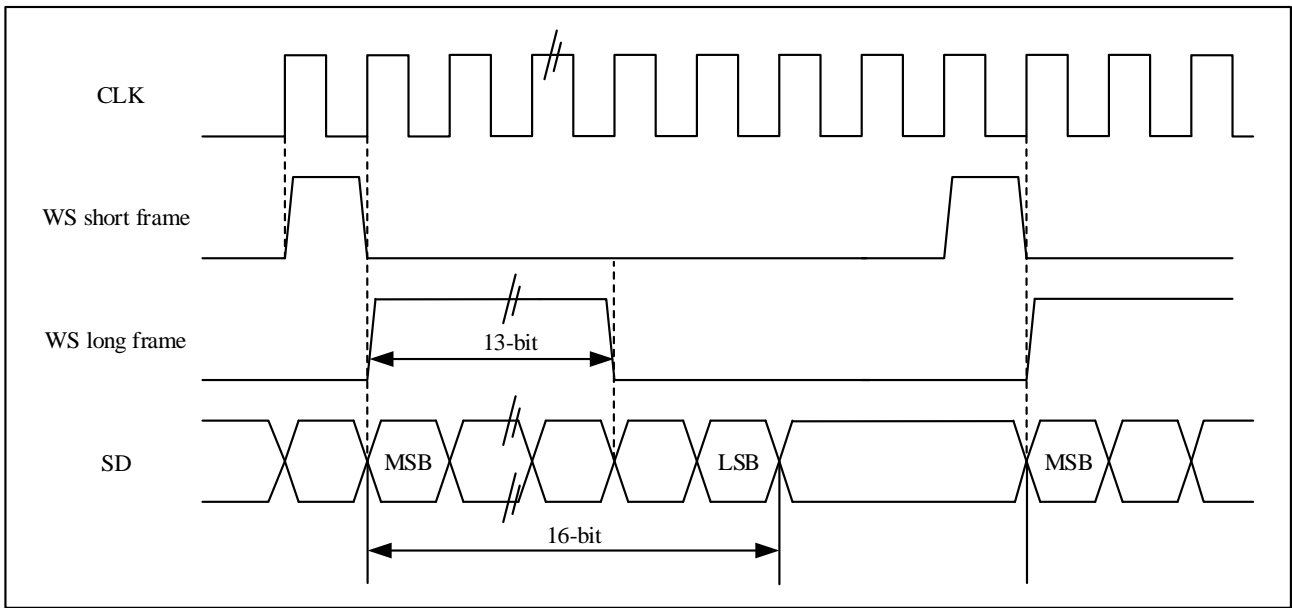 CLK
WS short frame
WS long frame
13-bit
SD
MSB
LSB
MSB
16-bit